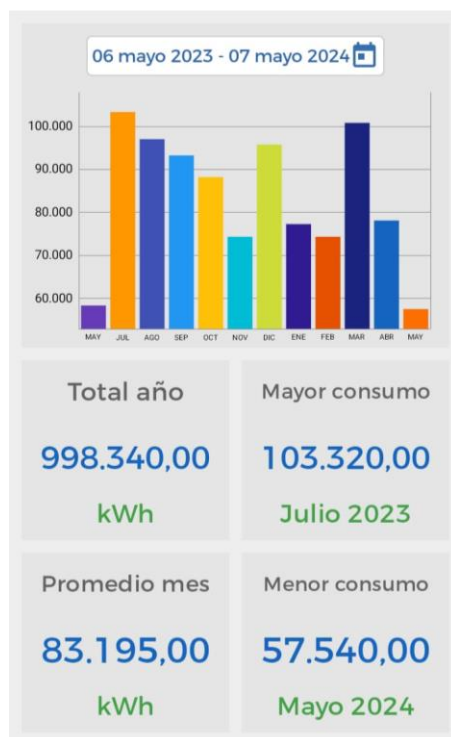 06 mayo 2023 - 07 mayo 2024
100.000
90.000
80.000
70.000
60.000
MAY JUL AGO SEP OCT NOV DIC ENE FEB MAR ABR MAY
Total año
998.340,00
kWh
Mayor consumo
103.320,00
Julio 2023
Promedio mes
83.195,00
kWh
Menor consumo
57.540,00
Mayo 2024